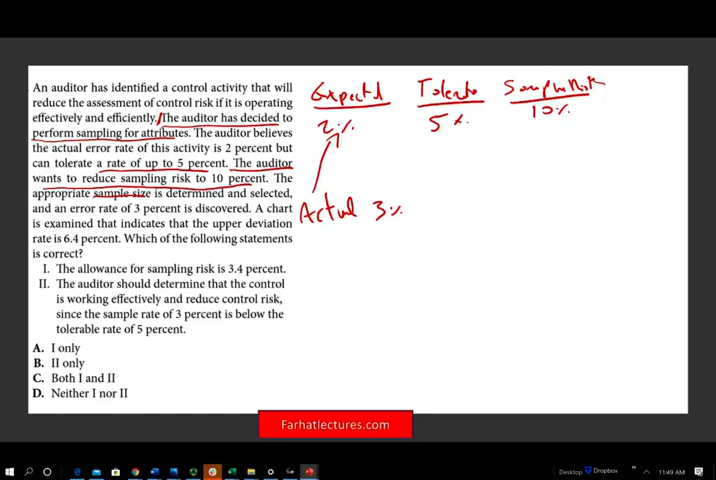 An auditor has identified a control activity that will
reduce the assessment of control risk if it is operating
effectively and efficiently. The auditor has decided to
perform sampling for attributes. The auditor believes
the actual error rate of this activity is 2 percent but
can tolerate a rate of up to 5 percent. The auditor
wants to reduce sampling risk to 10 percent. The
appropriate sample size is determined and selected,
and an error rate of 3 percent is discovered. A chart
is examined that indicates that the upper deviation
rate is 6.4 percent. Which of the following statements
is correct?
I. The allowance for sampling risk is 3.4 percent.
II. The auditor should determine that the control
is working effectively and reduce control risk,
since the sample rate of 3 percent is below the
tolerable rate of 5 percent.
A. I only
B. II only
C. Both I and II
D. Neither I nor II
Expected
2%
Actual 3%
5%
10%
Farhatlectures.com
Desktop
Dropbox
11:49 AM